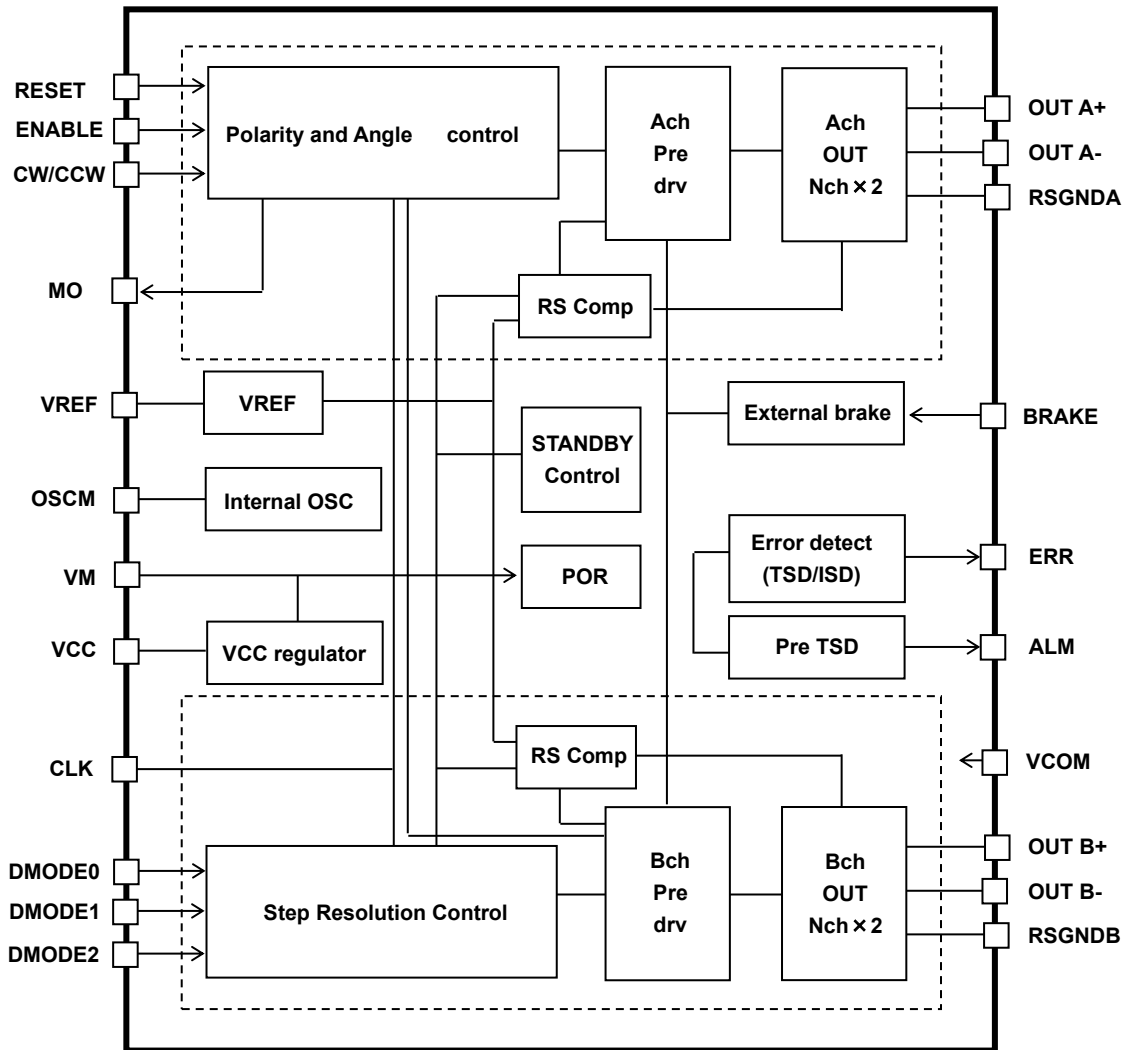 RESET
ENABLE
CW/CCW
MO
VREF
OSCM
VM
VCC
CLK
DMODE0
DMODE1
DMODE2
Polarity and Angle control
Ach
Pre
drv
Ach
OUT
Nch×2
RS Comp
VREF
STANDBY
Control
Internal OSC
POR
VCC regulator
External brake
Error detect
(TSD/ISD)
Pre TSD
RS Comp
Step Resolution Control
Bch
Pre
drv
Bch
OUT
Nch×2
OUT A+
OUT A-
RSGNDA
BRAKE
ERR
ALM
VCOM
OUT B+
OUT B-
RSGNDB